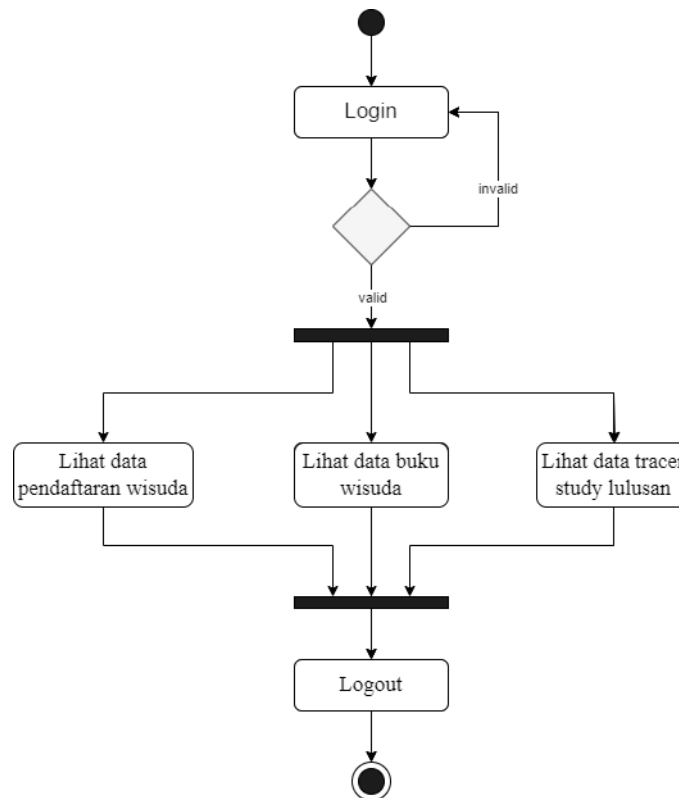 Login
invalid
valid
Lihat data
pendaftaran wisuda
Lihat data buku
wisuda
Lihat data tracer
study lulusan
Logout